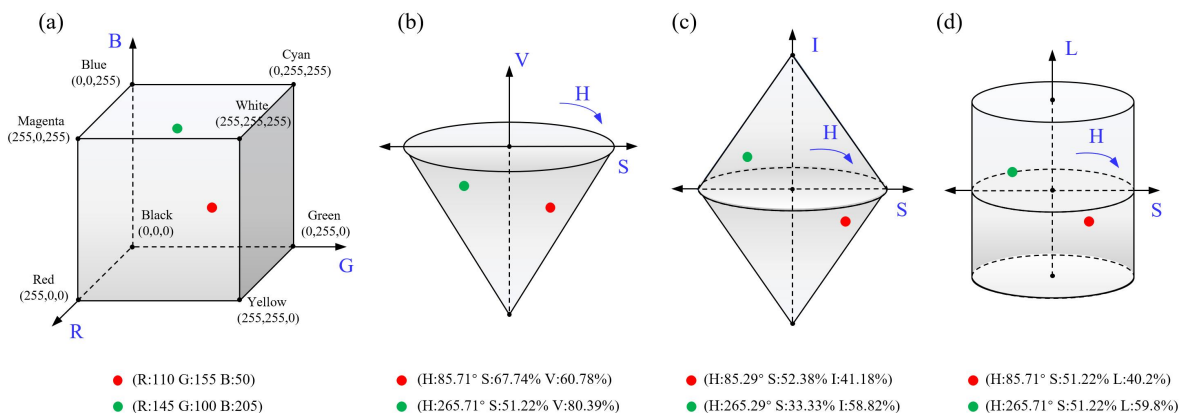 (a)
B
Blue
(0,0,255)
Cyan
(0,255,255)
Magenta
(255,0,255)
White
(255,255,255)
Black
(0,0,0)
Green
(0,255,0)
G
Red
(255,0,0)
Yellow
(255,255,0)
R
(R:110 G:155 B:50)
(R:145 G:100 B:205)
(b)
V
H
S
(H:85.71° S:67.74% V:60.78%)
(H:265.71° S:51.22% V:80.39%)
(c)
I
H
S
(H:85.29° S:52.38% I:41.18%)
(H:265.29° S:33.33% I:58.82%)
(d)
L
H
S
(H:85.71° S:51.22% L:40.2%)
(H:265.71° S:51.22% L:59.8%)